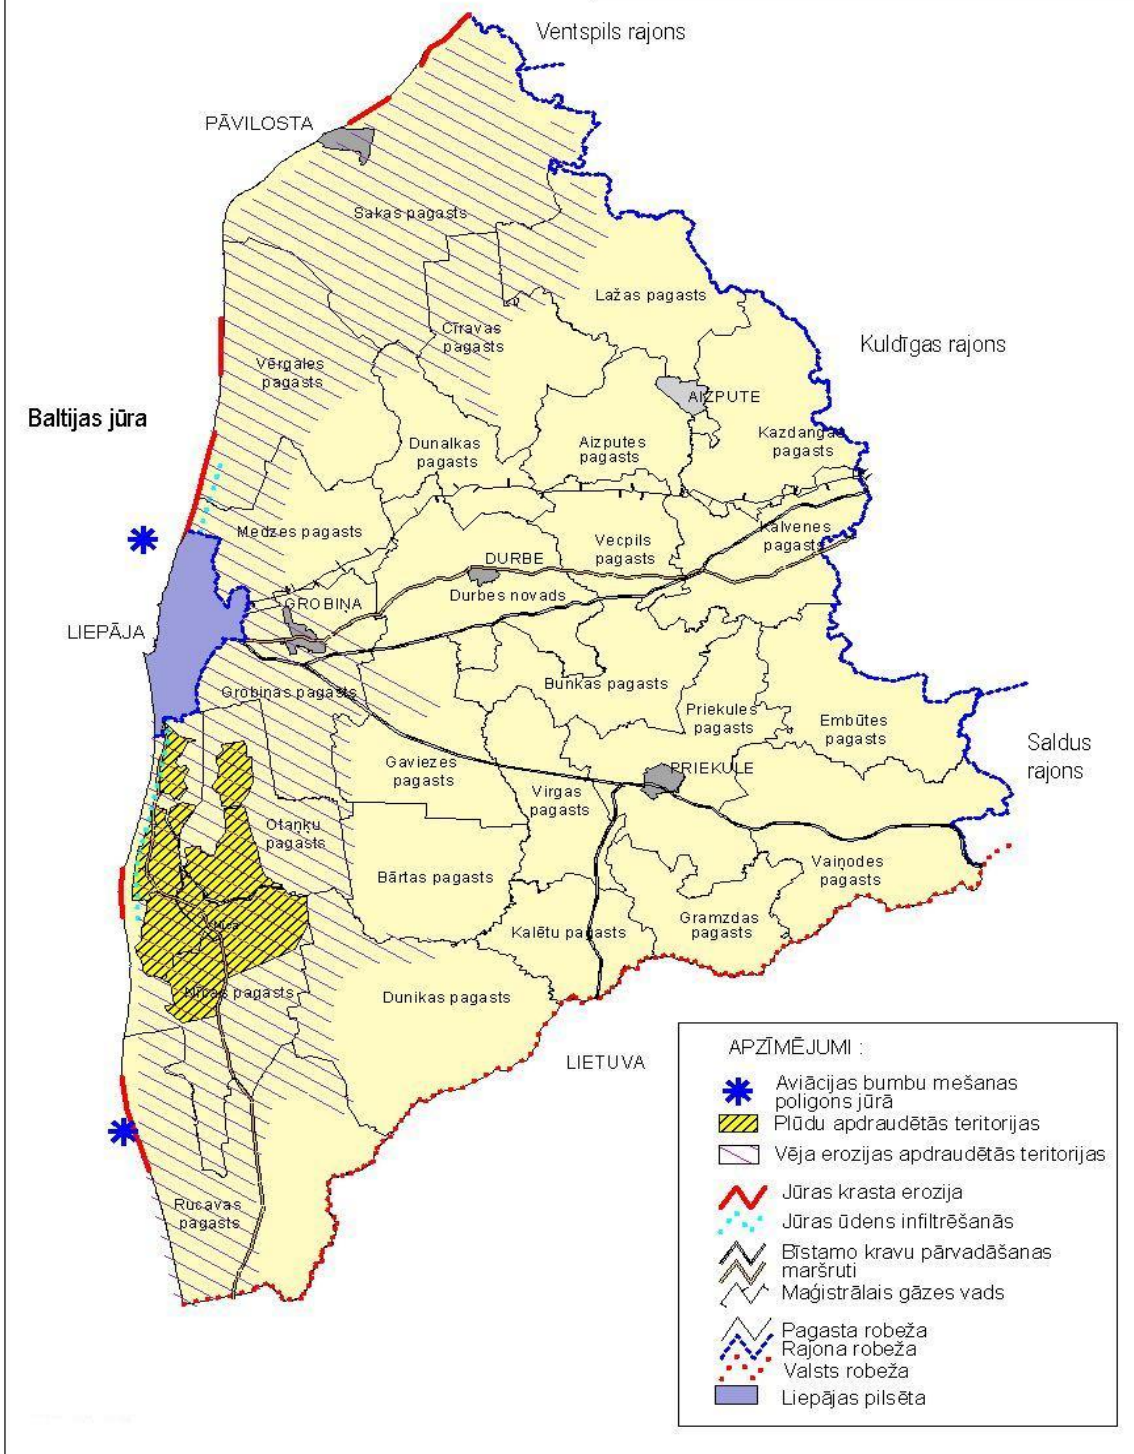 Ventspils rajons
PĀVILOSTA
Sakas pagasts
Lažas pagasts
Cīravas
pagasts
Kuldīgas rajons
Vērgales
pagasts
AIZPUTE
Baltijas jūra
Kazdangas
pagasts
Dunalkas
pagasts
Aizputes
pagasts
Medzes pagasts
Vecpils
pagasts
Kalvenes
pagasts
DURBE
Durbes novads
GROBIŅA
LIEPĀJA
Grobiņas pagasts
Bunkas pagasts
Priekules
pagasts
Embūtes
pagasts
Saldus
rajons
Gaviezes
pagasts
PRIEKULE
Virgas
pagasts
Otaņku
pagasts
Vaiņodes
pagasts
Bārtas pagasts
Gramzdas
pagasts
Nīca
Kalētu pagasts
Nīcas pagasts
Dunikas pagasts
LIETUVA
Rucavas
pagasts
APZĪMĒJUMI :
Aviācijas bumbu mešanas
poligons jūrā
Plūdu apdraudētās teritorijas
Vēja erozijas apdraudētās teritorijas
Jūras krasta erozija
Jūras ūdens infiltrēšanās
Bīstamo kravu pārvadāšanas
maršruti
Maģistrālais gāzes vads
Pagasta robeža
Rajona robeža
Valsts robeža
Liepājas pilsēta